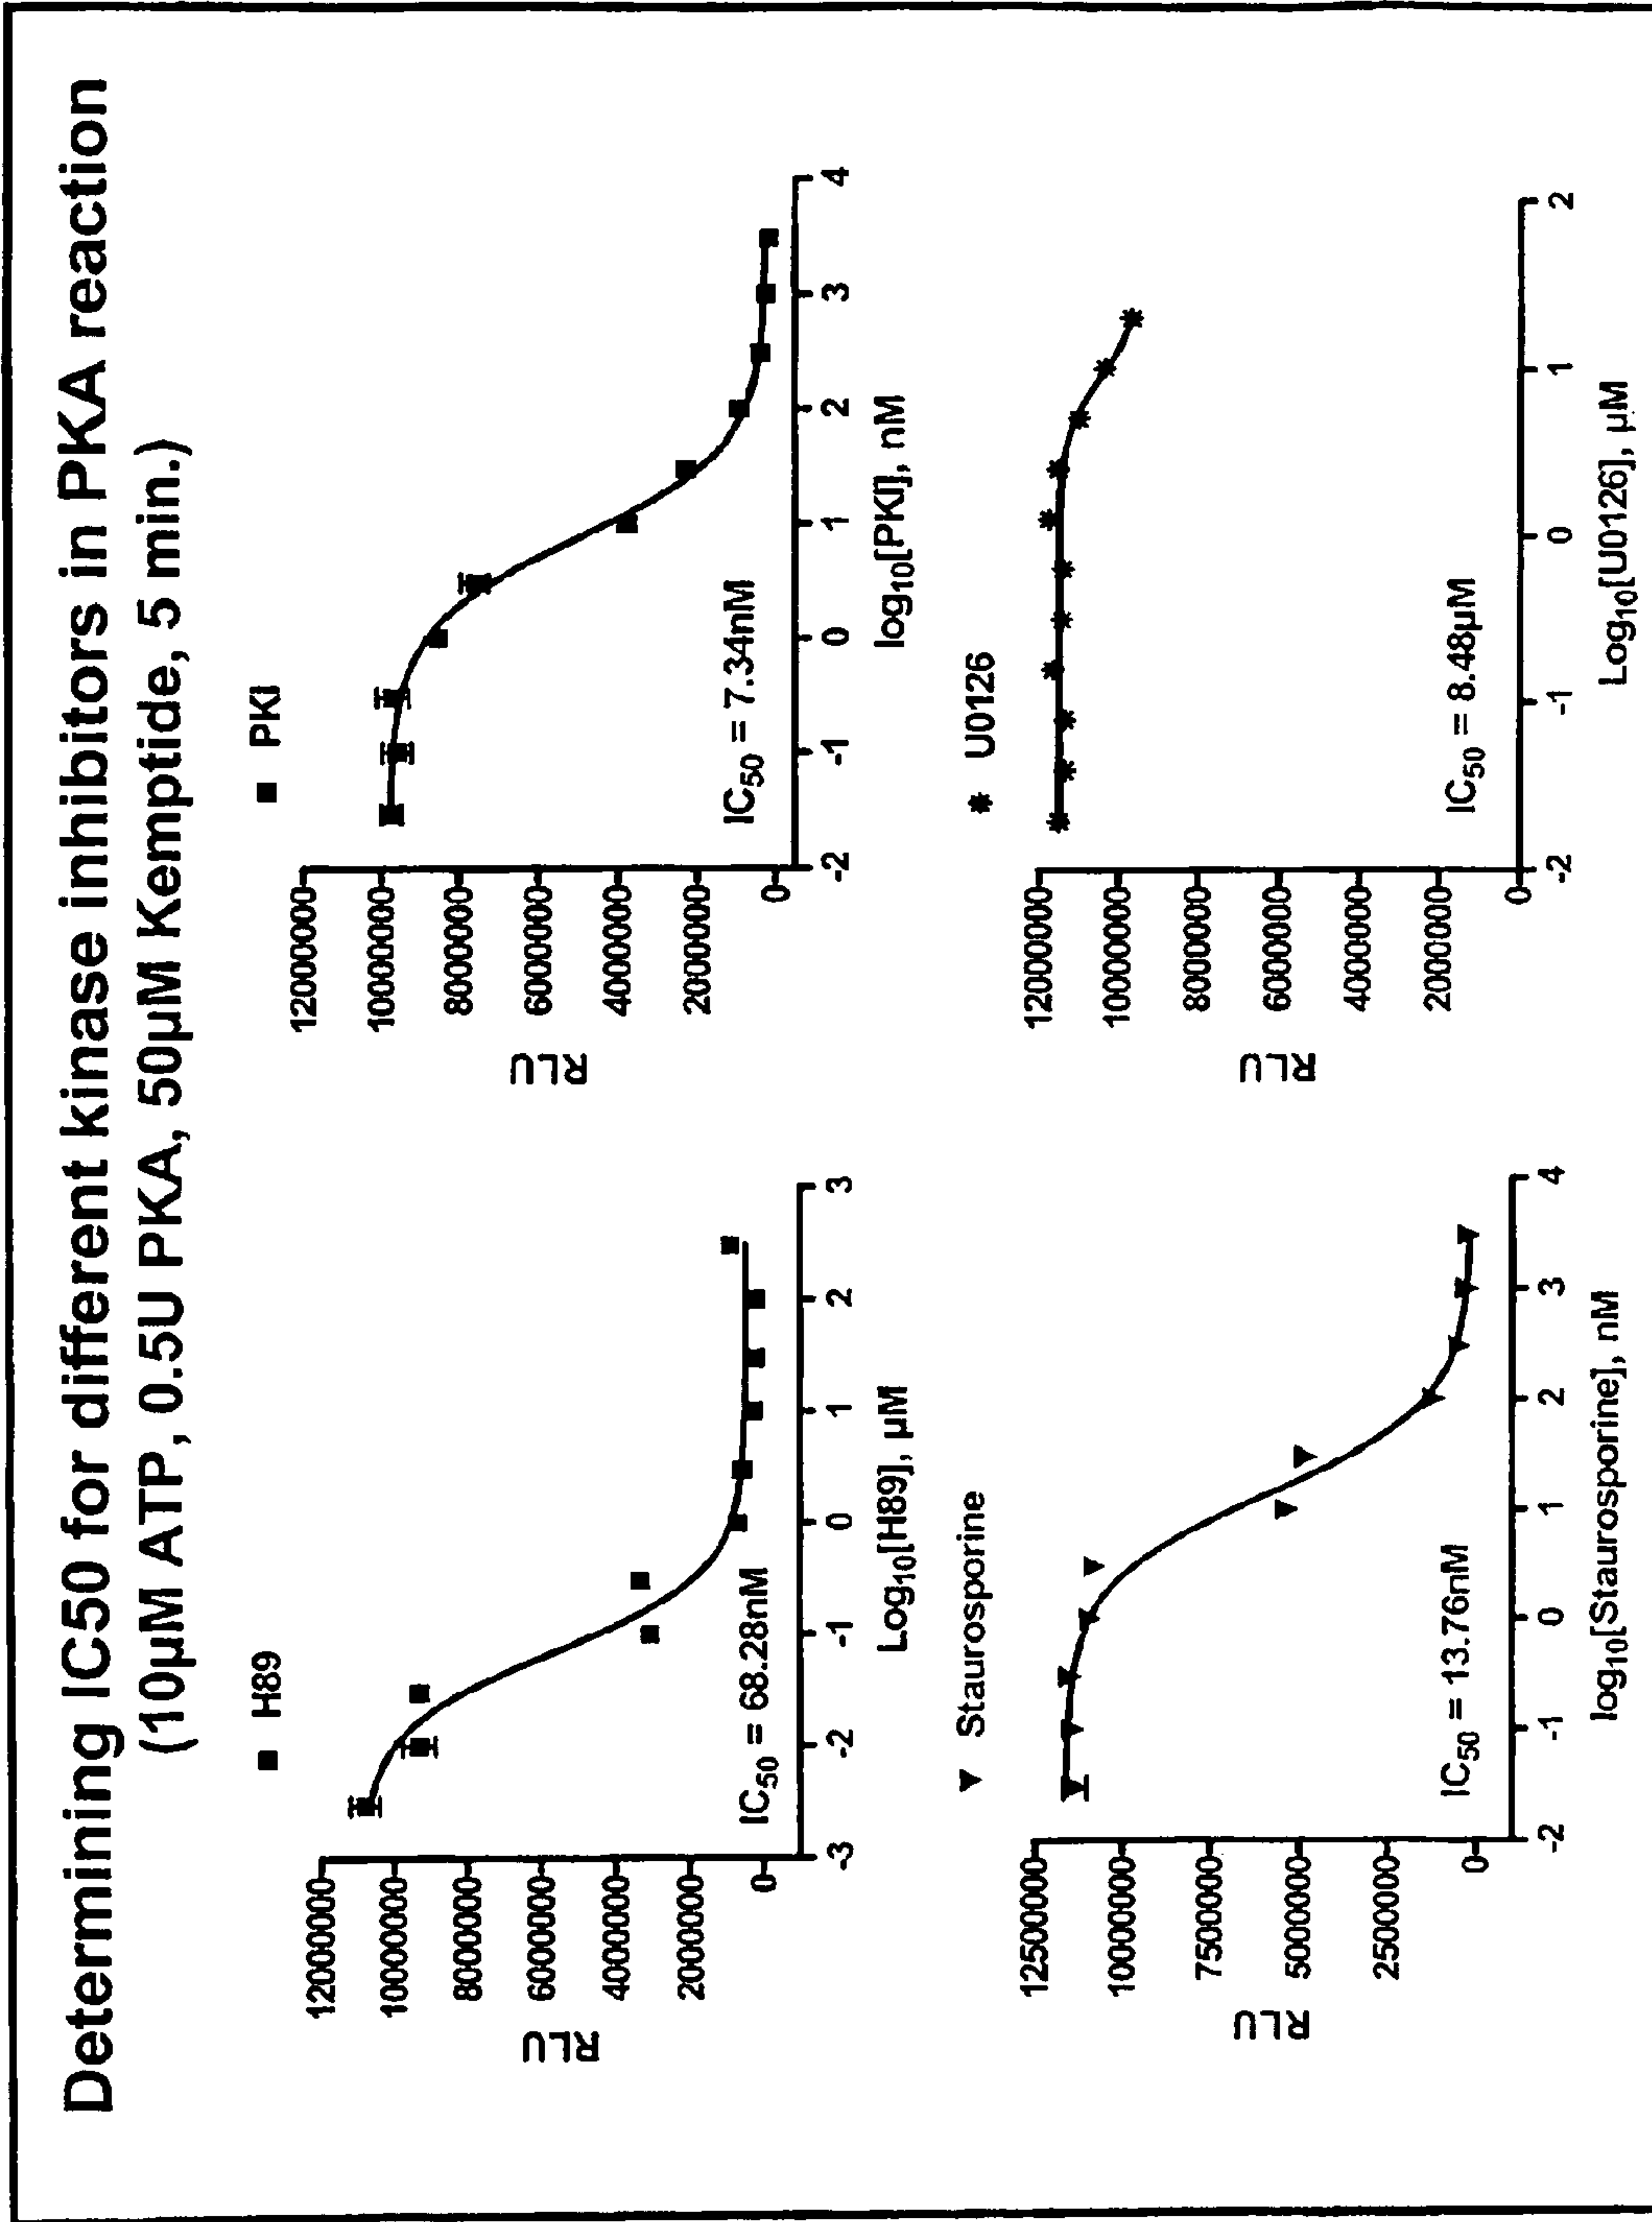 Determining IC50 for different kinase inhibitors in PKA reaction
(10µM ATP, 0.5U PKA, 50µM Kemptide, 5 min.)
H89
RLU
12000000
10000000
8000000
6000000
4000000
2000000
0
IC50 = 68.28nM
-3 -2 -1 0 1 2 3
Log10[H89], µM
PKI
RLU
12000000
10000000
8000000
6000000
4000000
2000000
0
IC50 = 7.34nM
-2 -1 0 1 2 3 4
log10[PKI], nM
Staurosporine
RLU
12500000
10000000
7500000
5000000
2500000
0
IC50 = 13.76nM
-2 -1 0 1 2 3 4
log10[Staurosporine], nM
U0126
RLU
12000000
10000000
8000000
6000000
4000000
2000000
0
IC50 = 8.48µM
-2 -1 0 1 2
Log10[U0126], µM